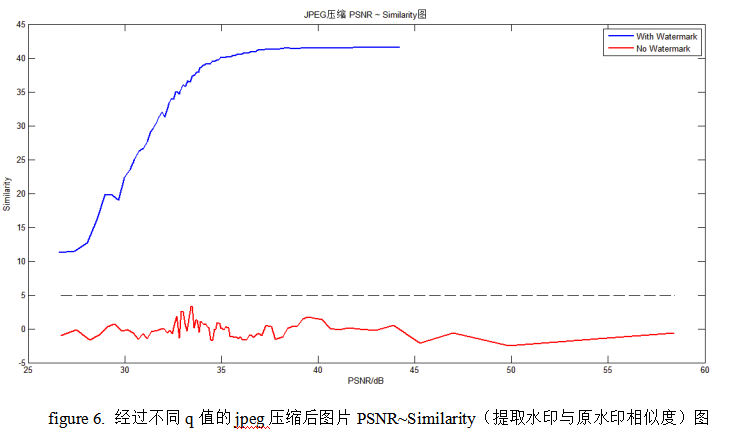 JPEG压缩 PSNR ~ Similarity图
With Watermark
No Watermark
45
40
35
30
25
20
15
10
5
0
-5
Similarity
25 30 35 40 45 50 55 60
PSNR/dB
figure 6. 经过不同 q 值的 jpeg 压缩后图片 PSNR~Similarity（提取水印与原水印相似度）图